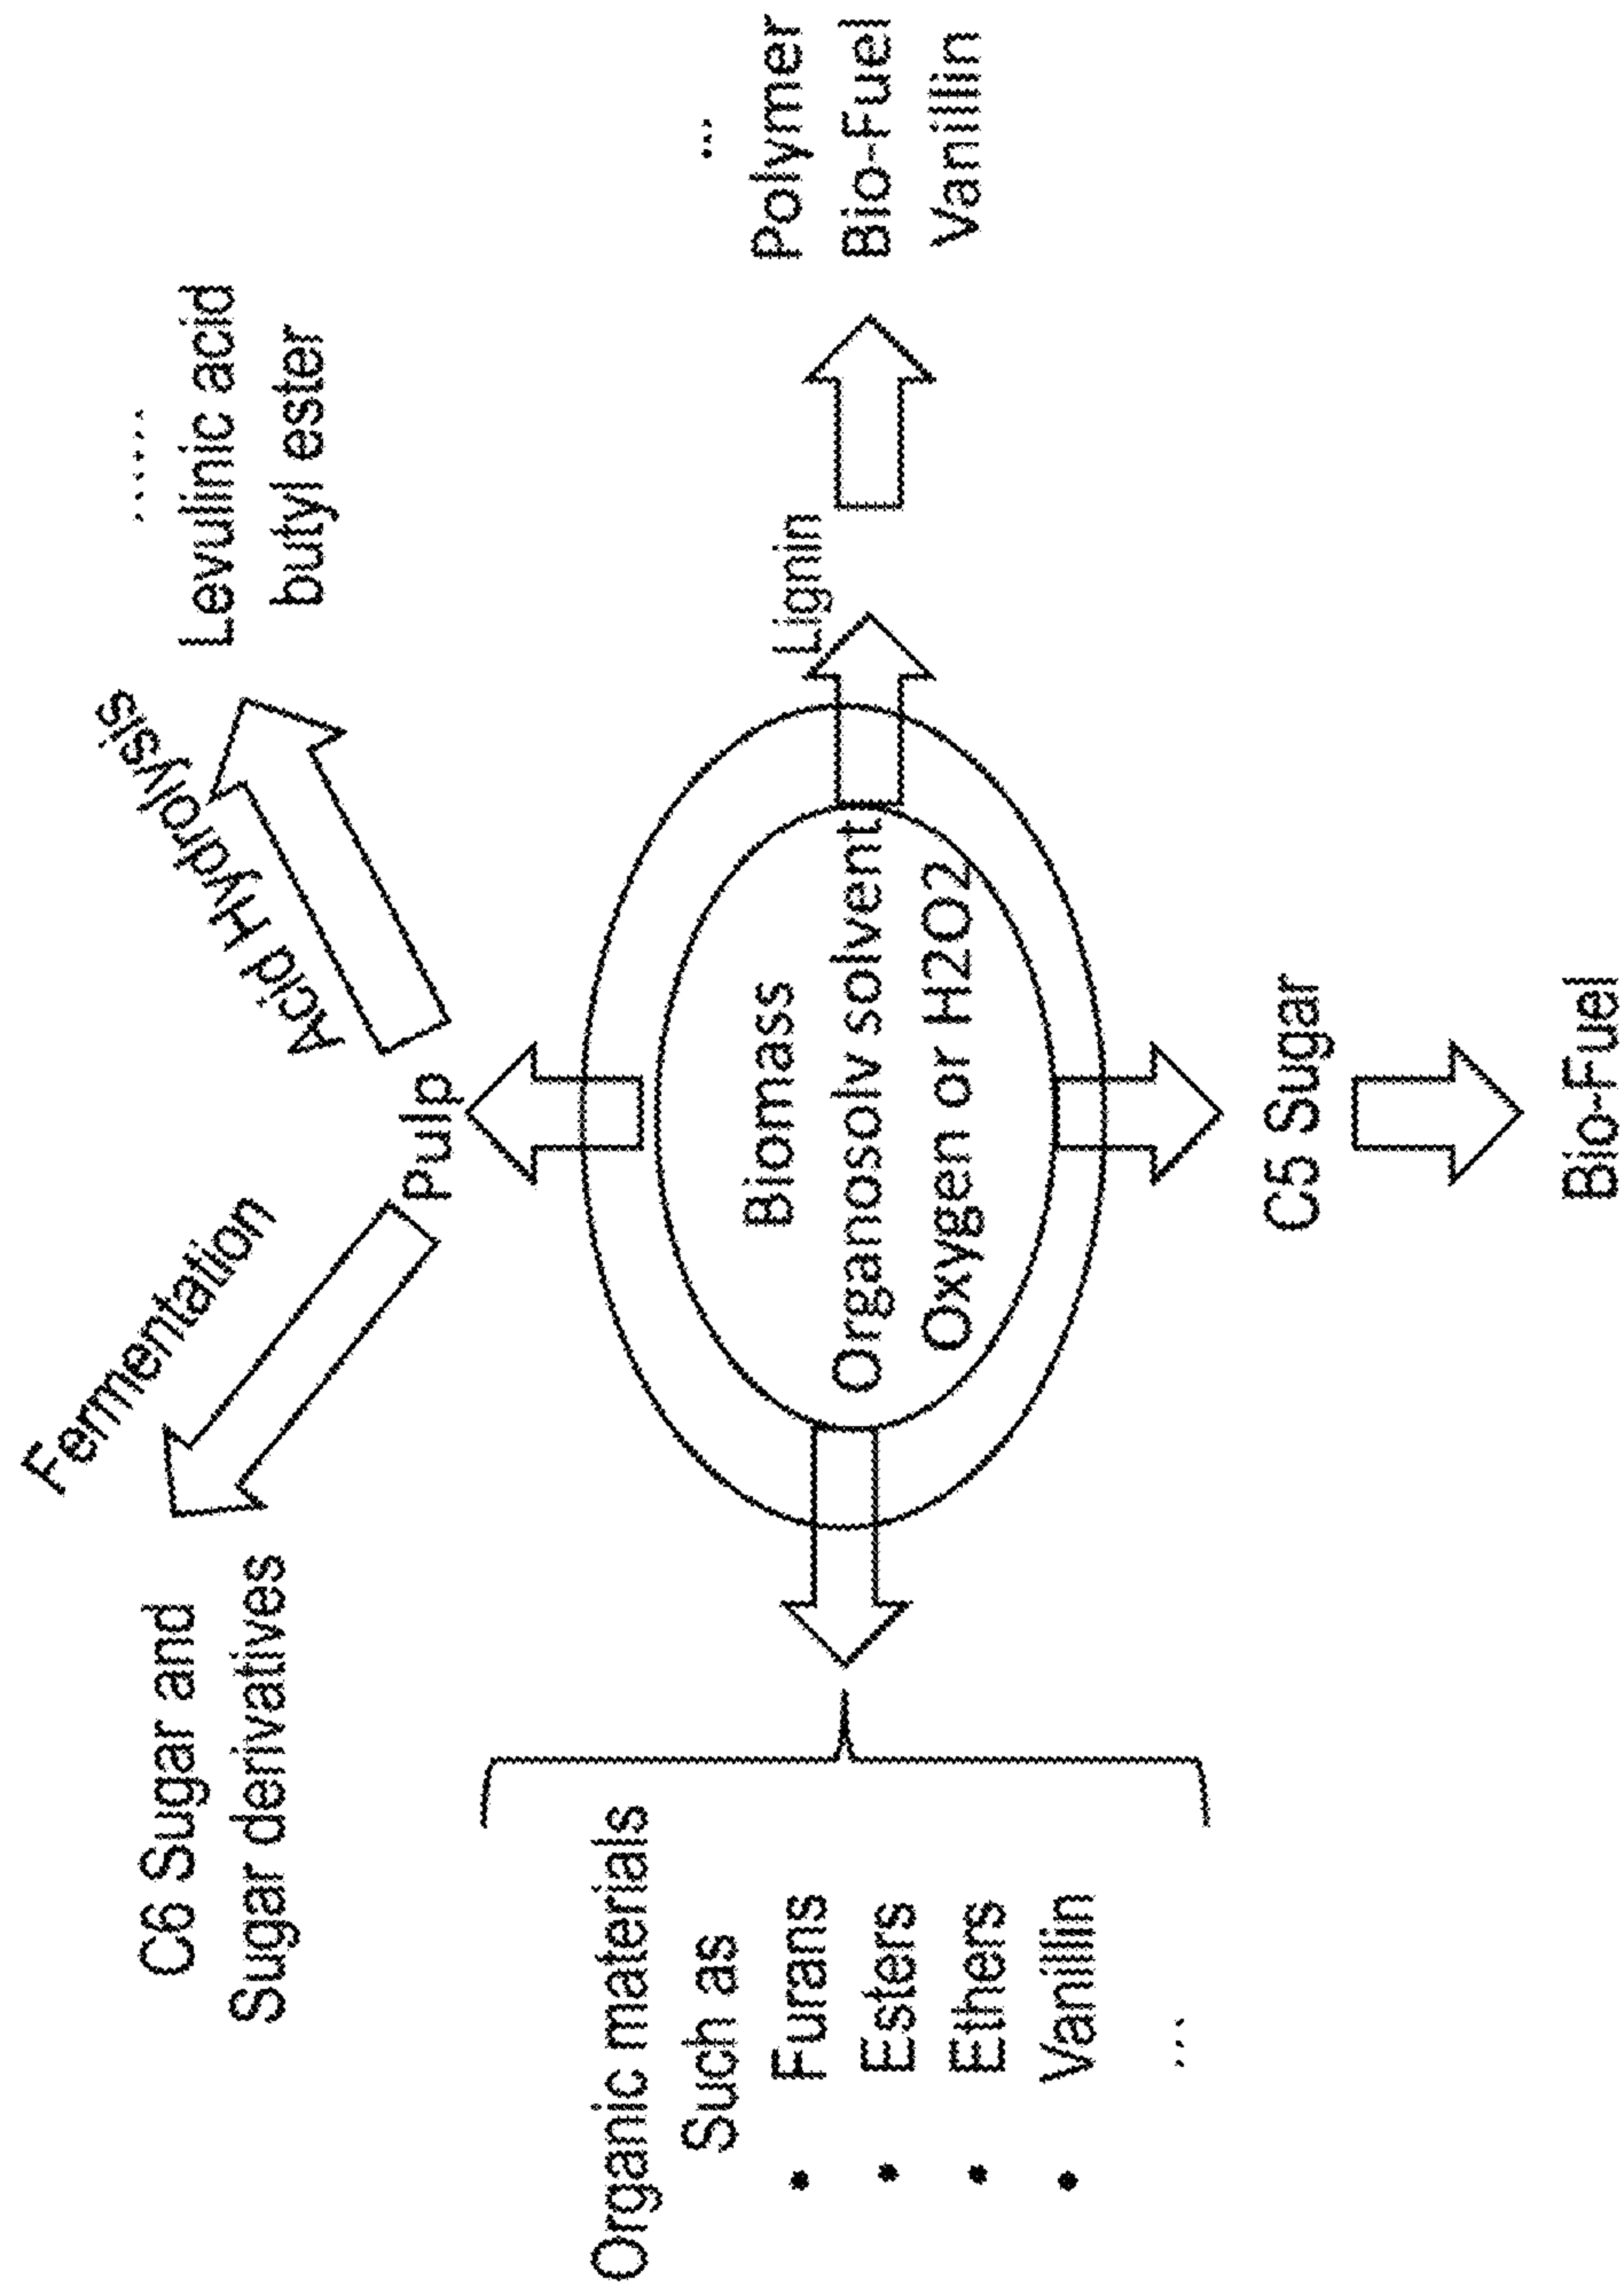 C6 Sugar and
Sugar derivatives
Fermentation
Acid Hydrolysis
......
Levulinic acid
butyl ester
Pulp
Organic materials
Such as
• Furans
• Esters
• Ethers
• Vanillin
...
Biomass
Organosolv solvent
Oxygen or H2O2
Lignin
...
Polymer
Bio-Fuel
Vanillin
C5 Sugar
Bio-Fuel